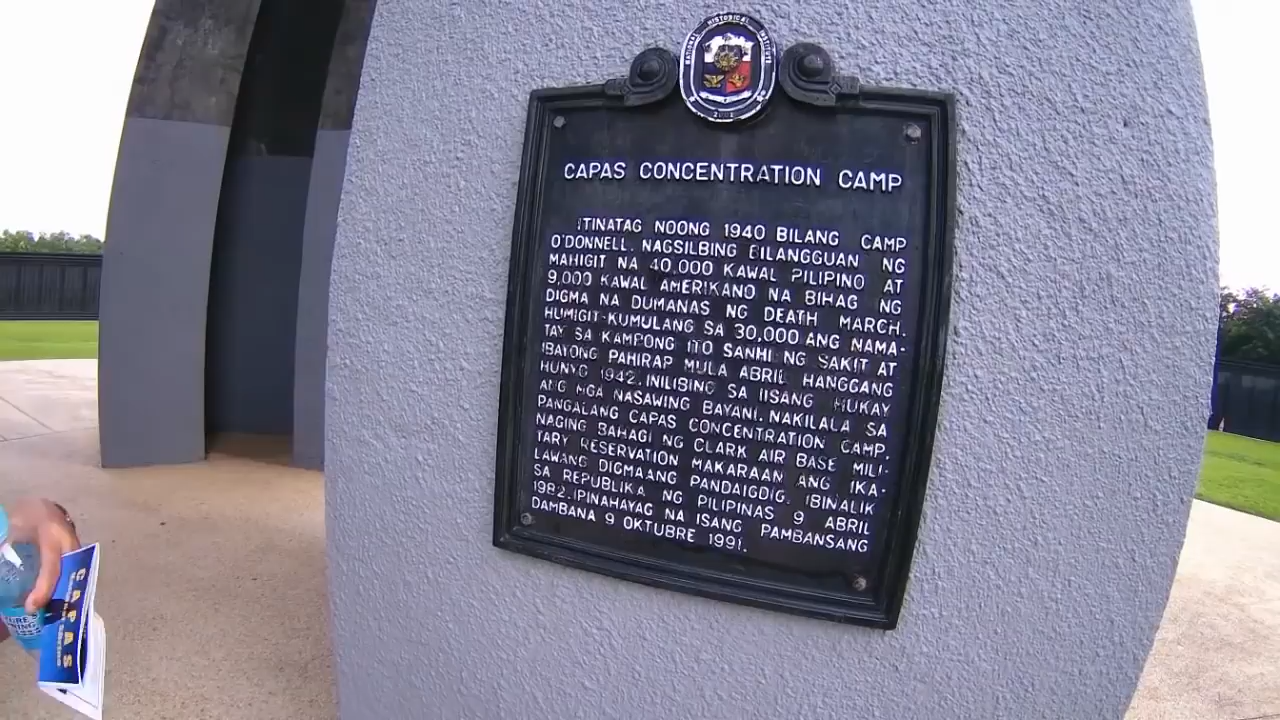 NATIONAL HISTORICAL INSTITUTE
CAPAS CONCENTRATION CAMP
ITINATAG NOONG 1940 BILANG CAMP
O'DONNELL. NAGSILBING BILANGGUAN NG
MAHIGIT NA 40,000 KAWAL PILIPINO AT
9,000 KAWAL AMERIKANO NA BIHAG NG
DIGMA NA DUMANAS NG DEATH MARCH.
HUMIGIT-KUMULANG SA 30,000 ANG NAMA-
TAY SA KAMPONG ITO SANHI NG SAKIT AT
IBAYONG PAHIRAP MULA ABRIL HANGGANG
HUNYO 1942. INILIBING SA IISANG HUKAY
ANG MGA NASAWING BAYANI. NAKILALA SA
PANGALANG CAPAS CONCENTRATION CAMP.
NAGING BAHAGI NG CLARK AIR BASE MILI-
TARY RESERVATION MAKARAAN ANG IKA-
LAWANG DIGMAANG PANDAIGDIG. IBINALIK
SA REPUBLIKA NG PILIPINAS 9 ABRIL
1982. IPINAHAYAG NA ISANG PAMBANSANG
DAMBANA 9 OKTUBRE 1991.
CAPAS